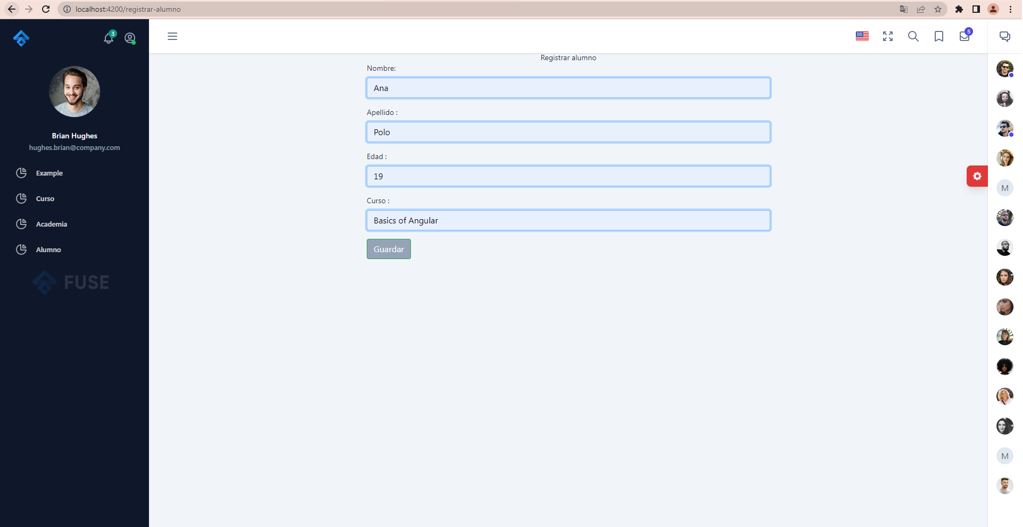 localhost:4200/registrar-alumno
3
5
Brian Hughes
hughes.brian@company.com
Example
Curso
Academia
Alumno
FUSE
Registrar alumno
Nombre:
Ana
Apellido :
Polo
Edad :
19
Curso :
Basics of Angular
Guardar
M
M